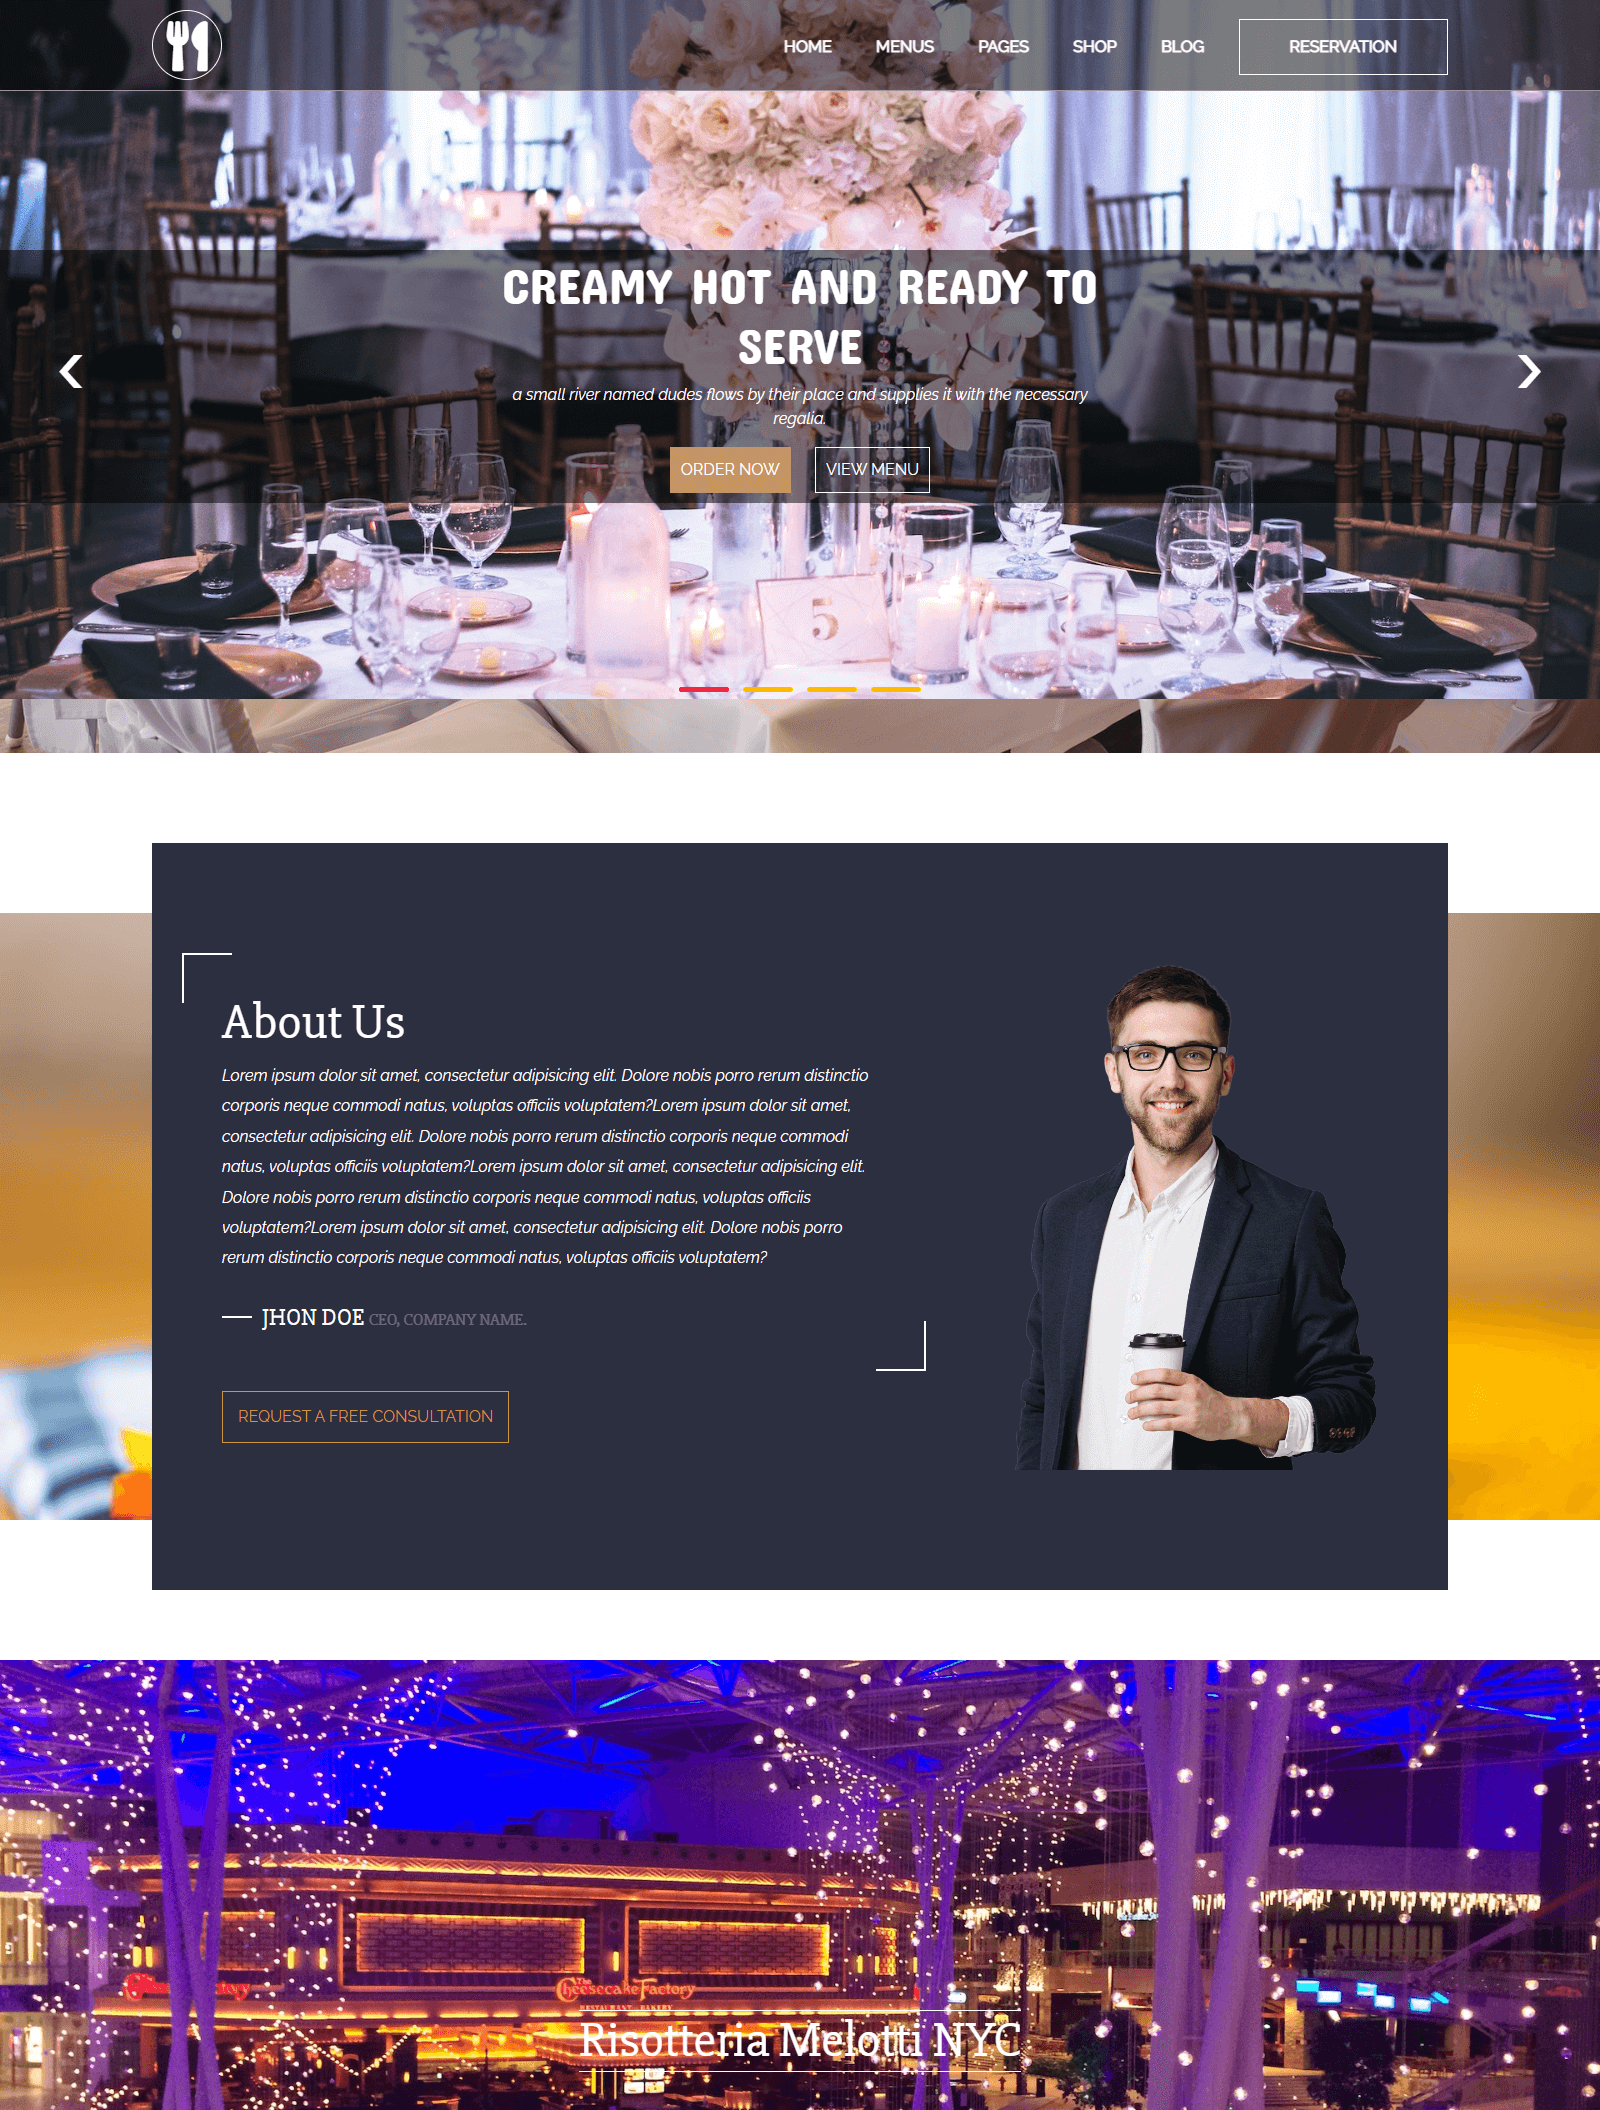 HOME MENUS PAGES SHOP BLOG RESERVATION
CREAMY HOT AND READY TO
SERVE
a small river named dudes flows by their place and supplies it with the necessary
regalia.
ORDER NOW VIEW MENU
5
About Us
Lorem ipsum dolor sit amet, consectetur adipisicing elit. Dolore nobis porro rerum distinctio
corporis neque commodi natus, voluptas officiis voluptatem?Lorem ipsum dolor sit amet,
consectetur adipisicing elit. Dolore nobis porro rerum distinctio corporis neque commodi
natus, voluptas officiis voluptatem?Lorem ipsum dolor sit amet, consectetur adipisicing elit.
Dolore nobis porro rerum distinctio corporis neque commodi natus, voluptas officiis
voluptatem?Lorem ipsum dolor sit amet, consectetur adipisicing elit. Dolore nobis porro
rerum distinctio corporis neque commodi natus, voluptas officiis voluptatem?
JHON DOE CEO, COMPANY NAME.
REQUEST A FREE CONSULTATION
The
Cheesecake Factory
RESTAURANT BAKERY
Risotteria Melotti NYC